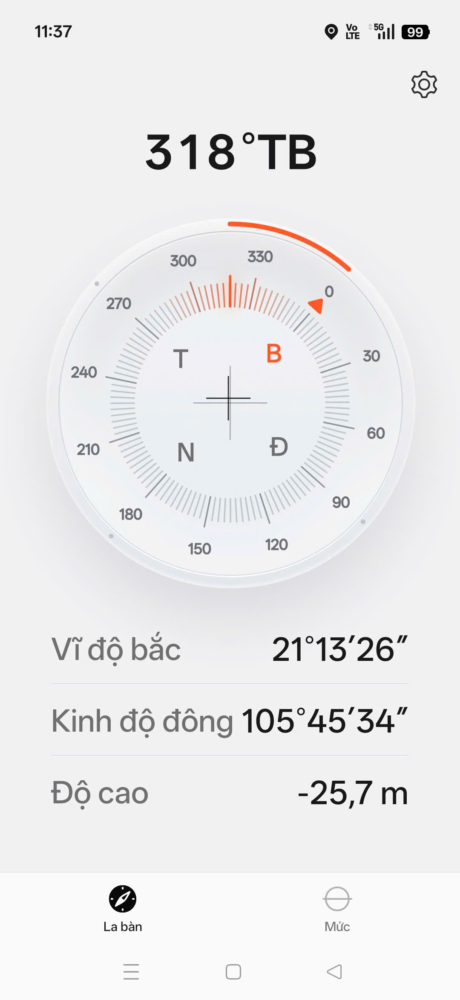 11:37
Vo LTE 5G 99
318°TB
300 330
270 0
T B
240 30
210 60
N Đ
180 90
150 120
Vĩ độ bắc 21°13′26″
Kinh độ đông 105°45′34″
Độ cao -25,7 m
La bàn Mức